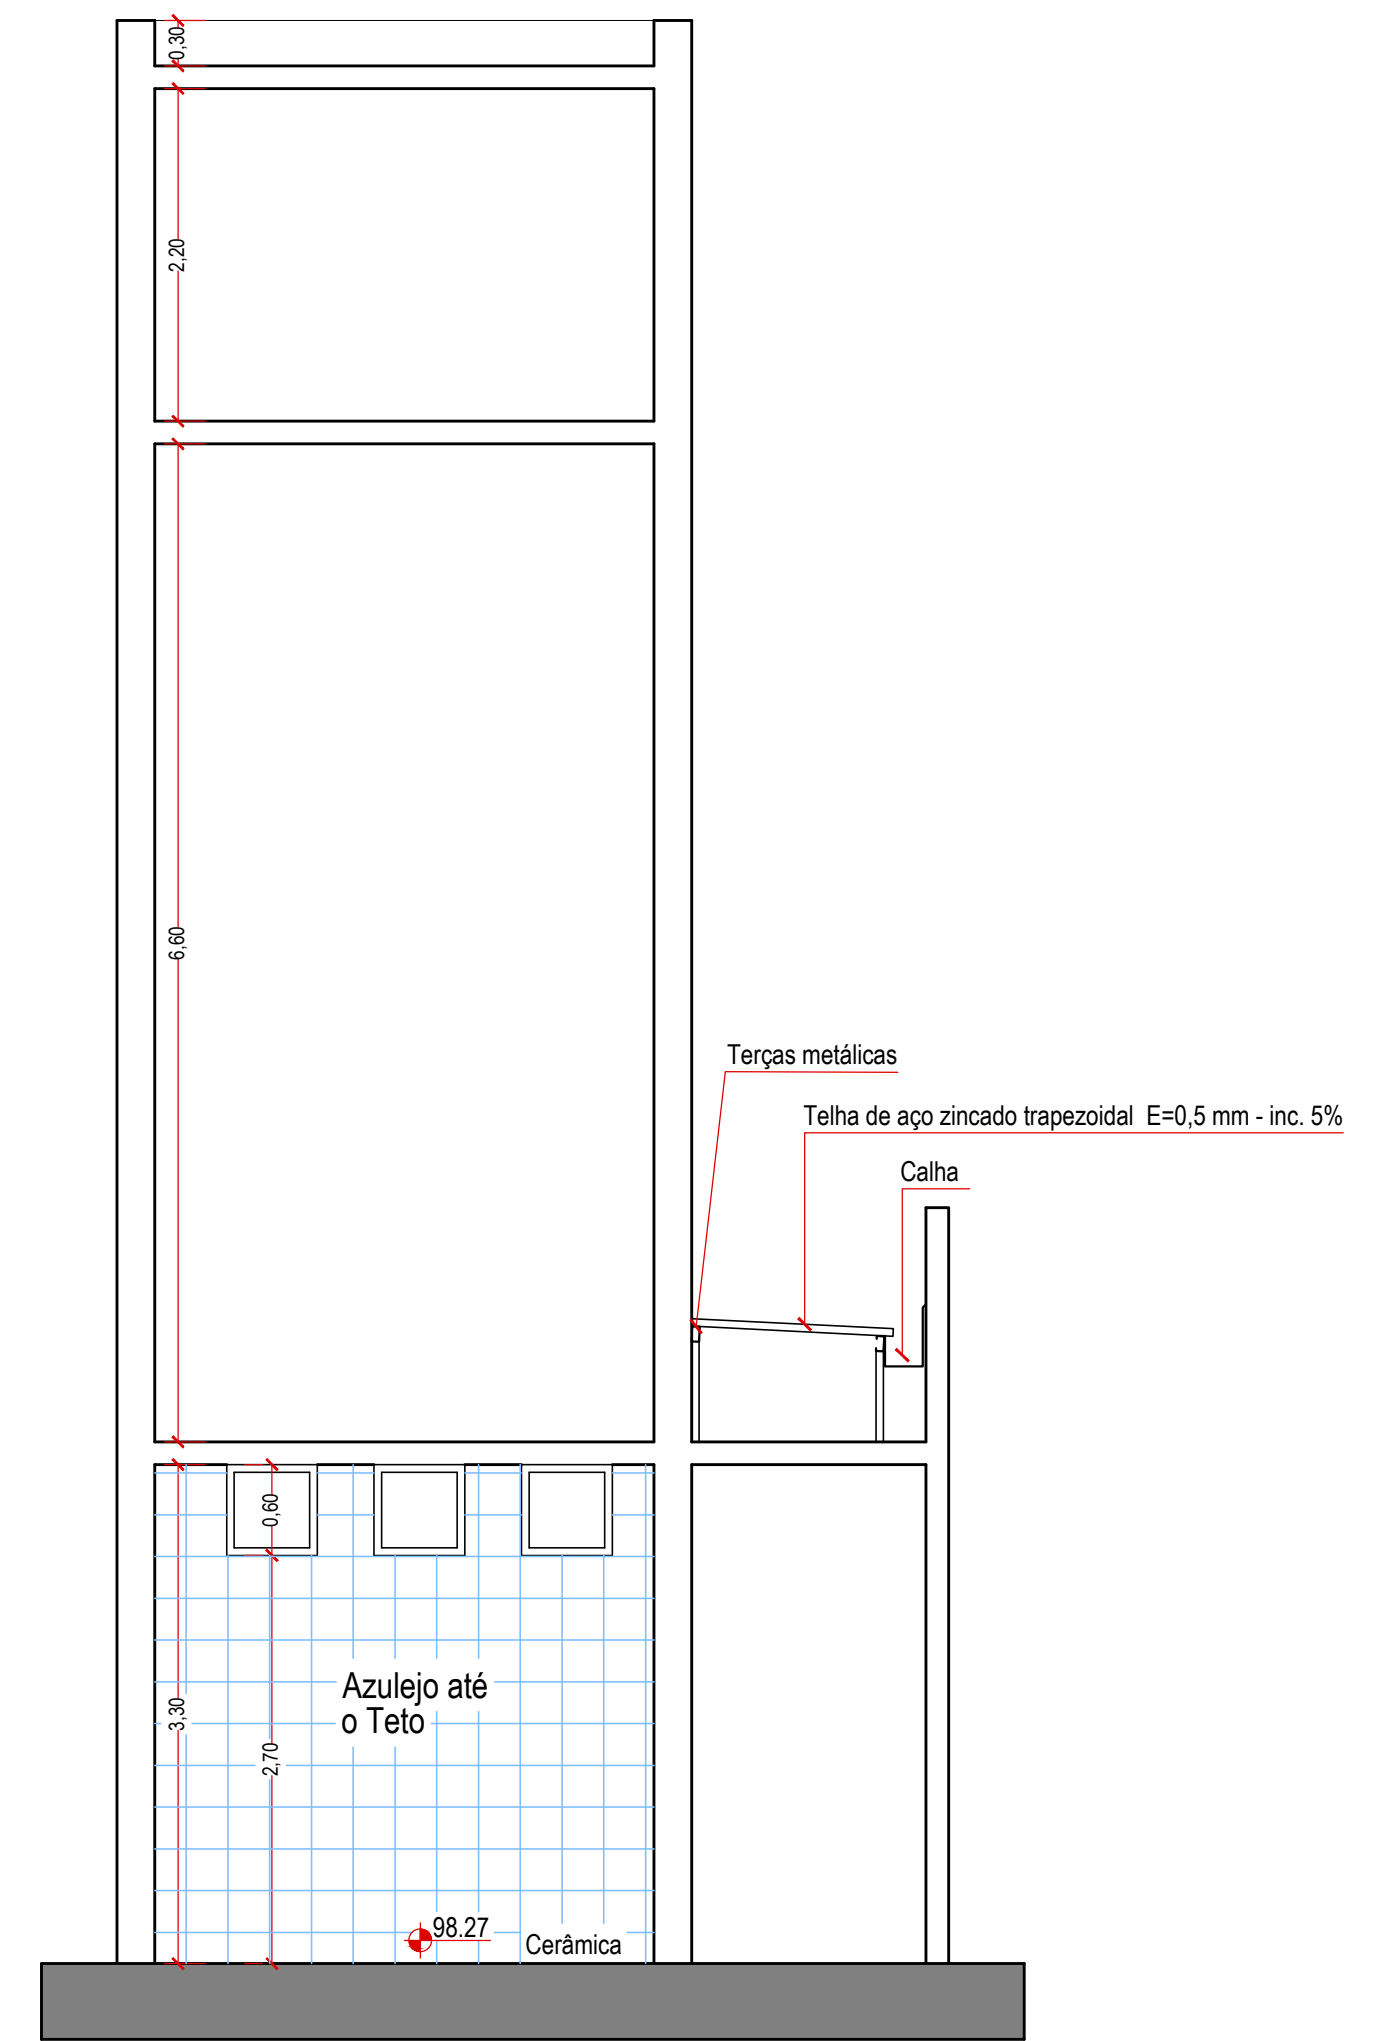 0,30
2,20
6,60
Terças metálicas
Telha de aço zincado trapezoidal E=0,5 mm - inc. 5%
Calha
0,60
Azulejo até
o Teto
3,30
2,70
98.27
Cerâmica